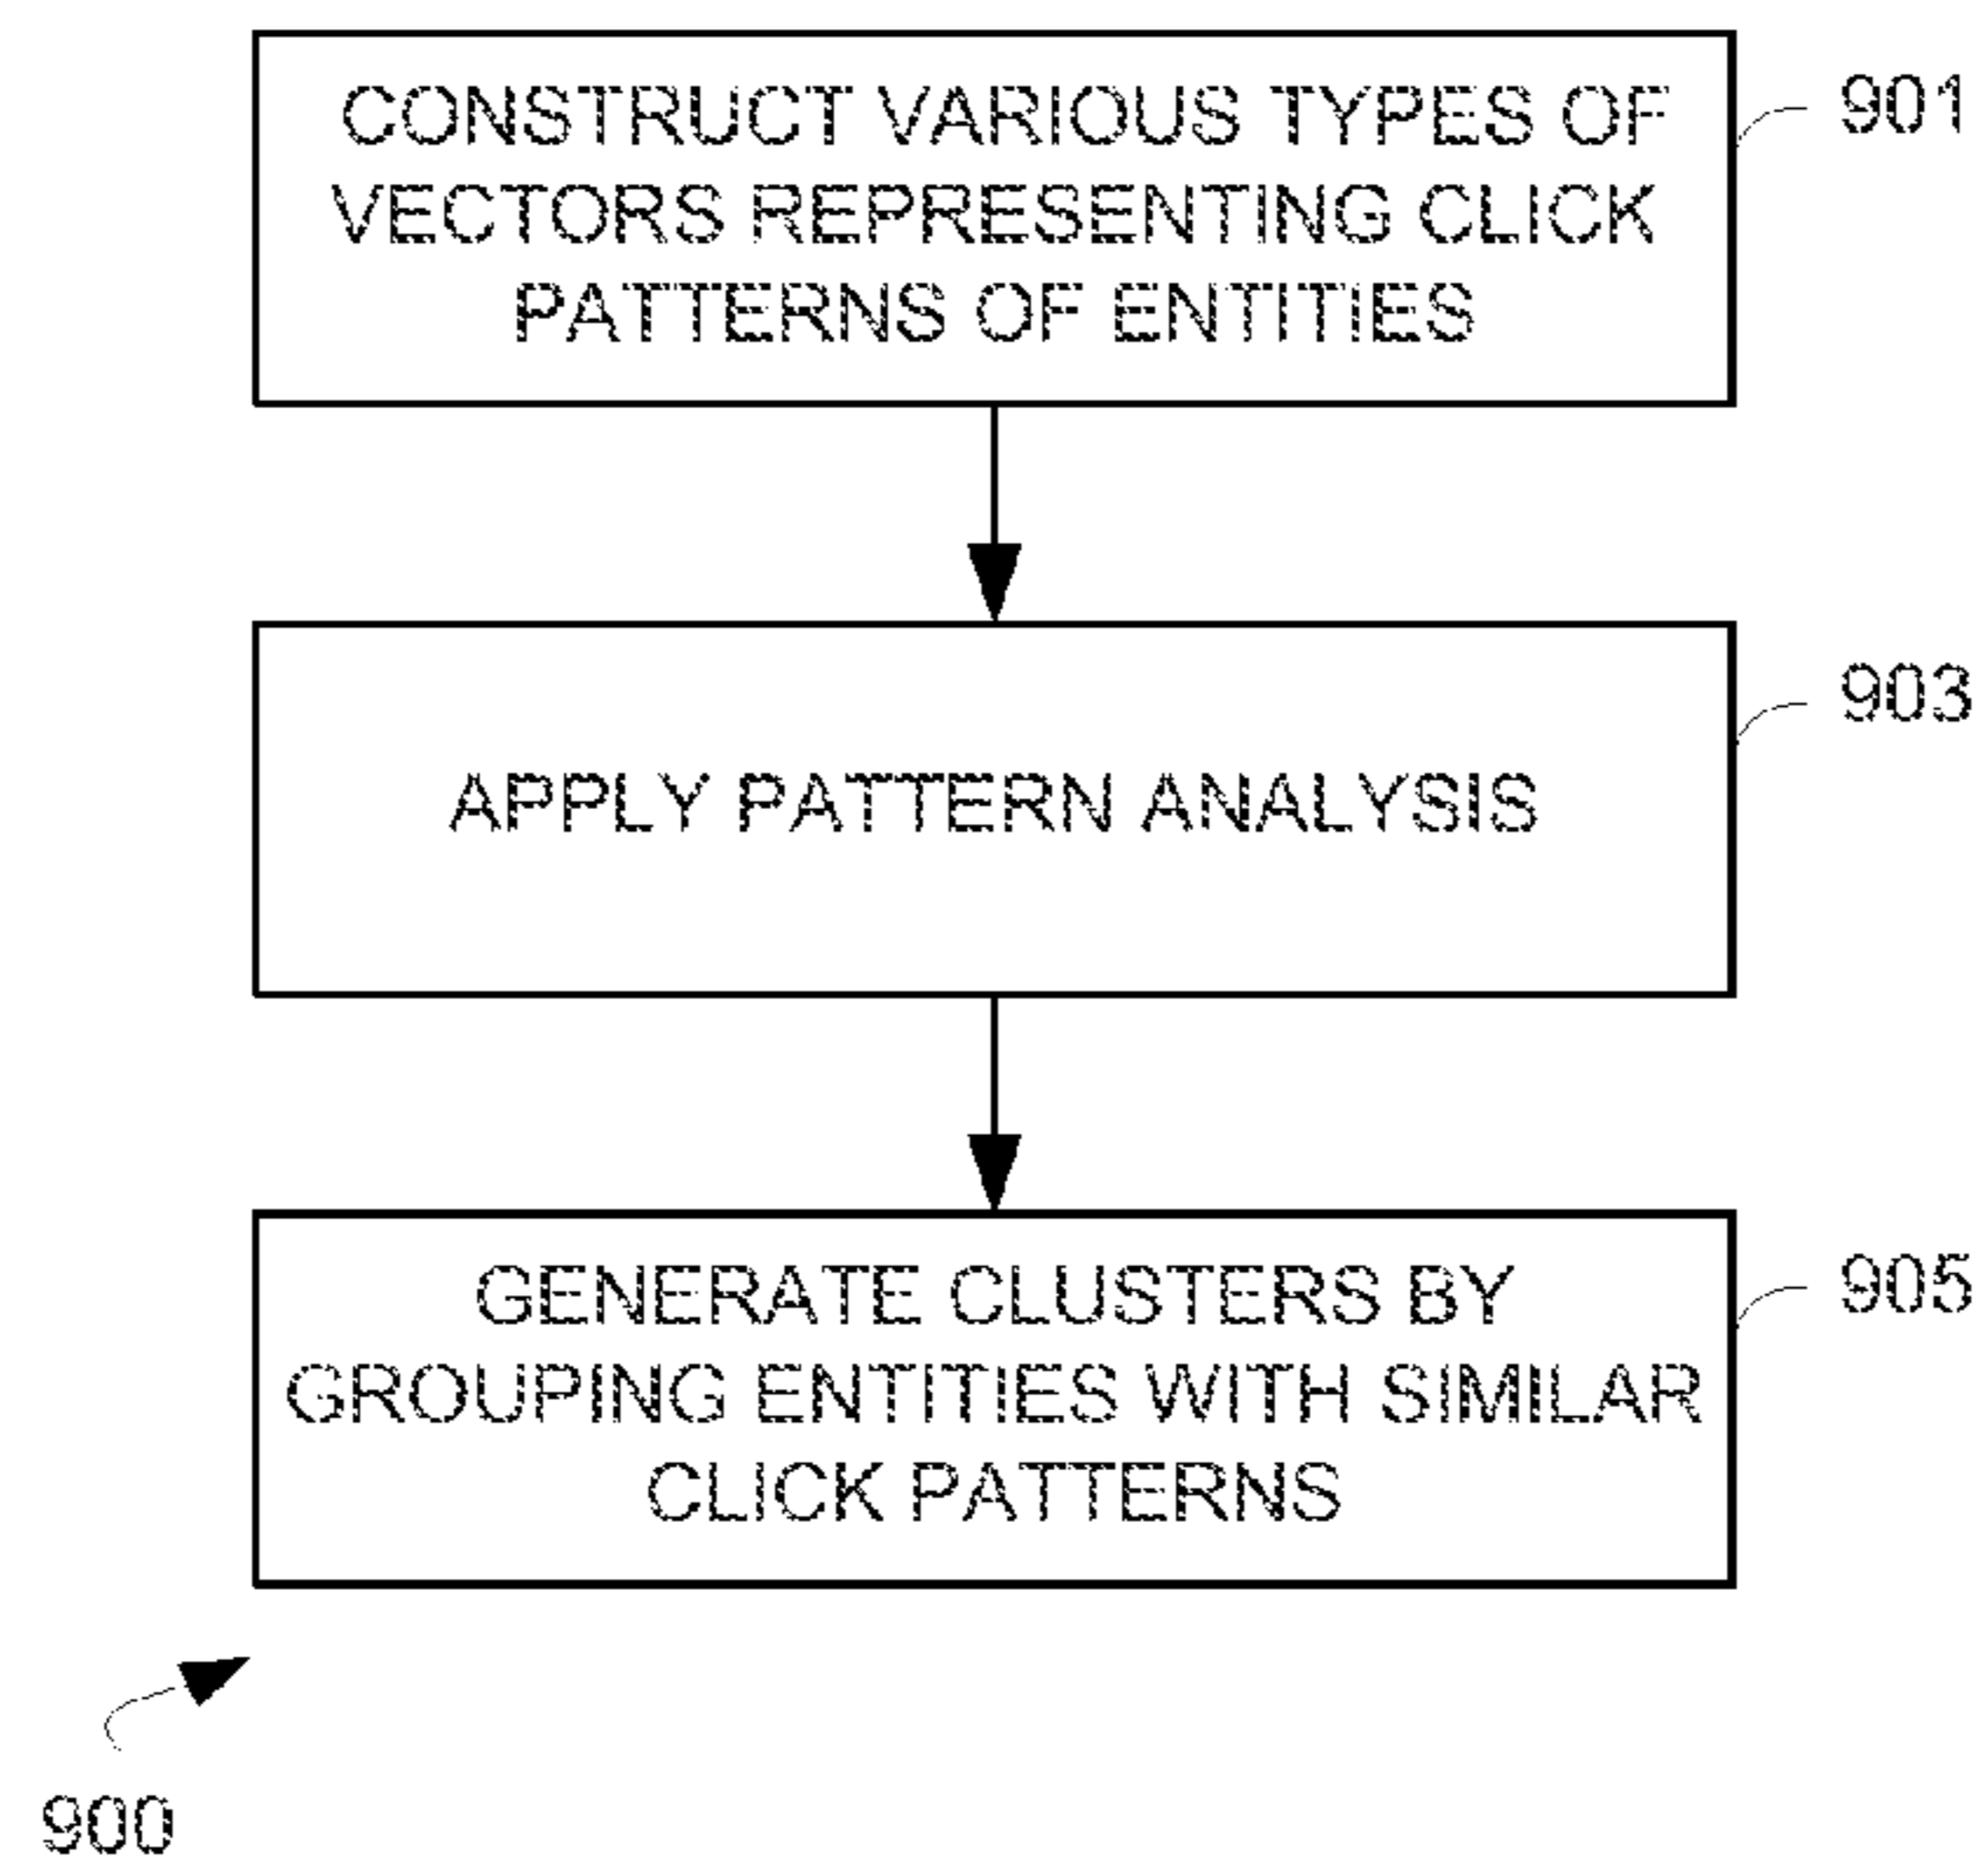 CONSTRUCT VARIOUS TYPES OF
VECTORS REPRESENTING CLICK
PATTERNS OF ENTITIES
901
APPLY PATTERN ANALYSIS
903
GENERATE CLUSTERS BY
GROUPING ENTITIES WITH SIMILAR
CLICK PATTERNS
905
900